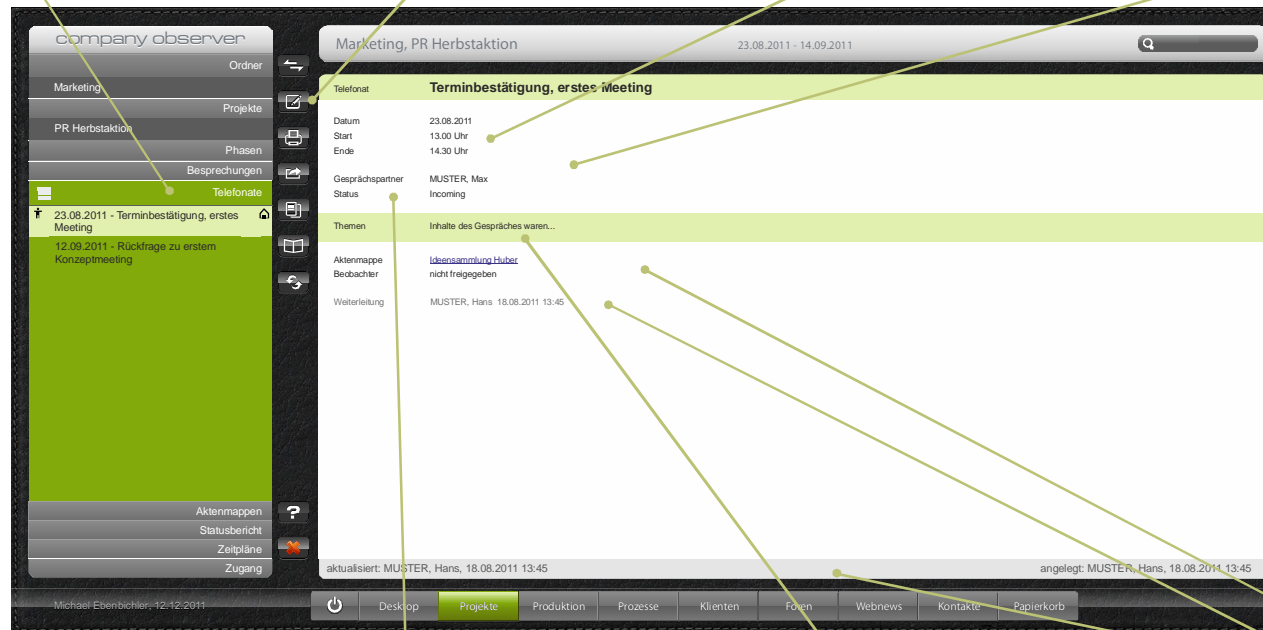 company observer
Ordner
Marketing
Projekte
PR Herbstaktion
Phasen
Besprechungen
Telefonate
23.08.2011 - Terminbestätigung, erstes
Meeting
12.09.2011 - Rückfrage zu erstem
Konzeptmeeting
Aktenmappen
Statusbericht
Zeitpläne
Zugang
Marketing, PR Herbstaktion 23.08.2011 - 14.09.2011
Telefonat Terminbestätigung, erstes Meeting
Datum 23.08.2011
Start 13.00 Uhr
Ende 14.30 Uhr
Gesprächspartner MUSTER, Max
Status Incoming
Themen Inhalte des Gespräches waren...
Aktenmappe Ideensammlung Huber
Beobachter nicht freigegeben
Weiterleitung MUSTER, Hans 18.08.2011 13:45
aktualisiert: MUSTER, Hans, 18.08.2011 13:45 angelegt: MUSTER, Hans, 18.08.2011 13:45
Michael Ebenbichler, 12.12.2011
Desktop Projekte Produktion Prozesse Klienten Foren Webnews Kontakte Papierkorb